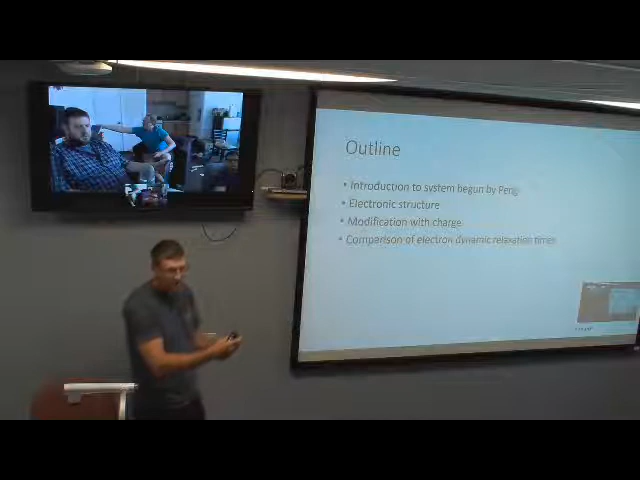 Outline
• Introduction to system begun by Peng
• Electronic structure
• Modification with charge
• Comparison of electron dynamic relaxation times